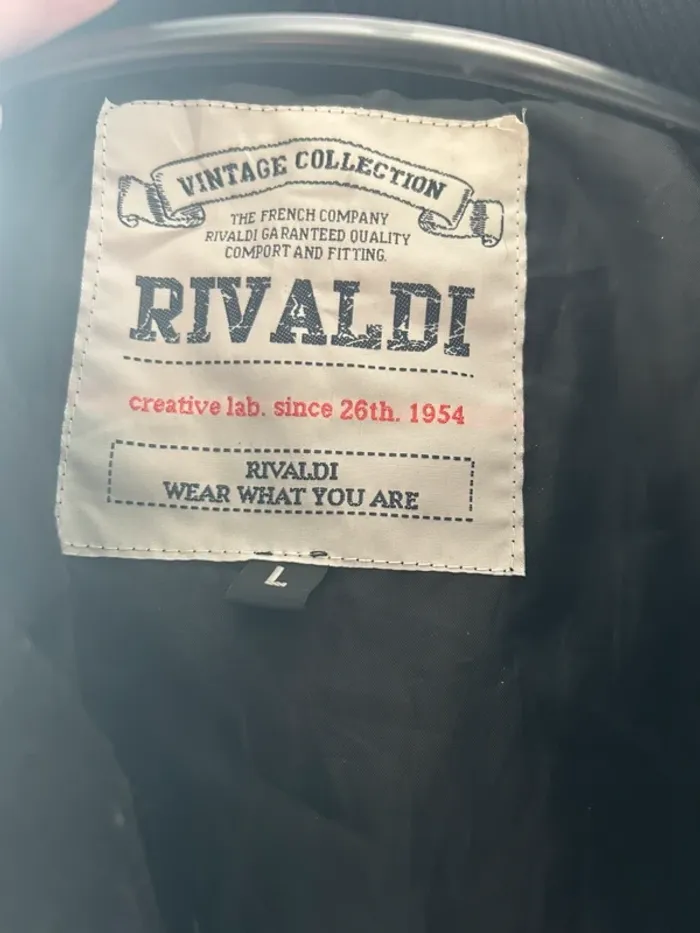 VINTAGE COLLECTION
THE FRENCH COMPANY
RIVALDI GARANTEED QUALITY
COMPORT AND FITTING.
RIVALDI
creative lab. since 26th. 1954
RIVALDI
WEAR WHAT YOU ARE
L